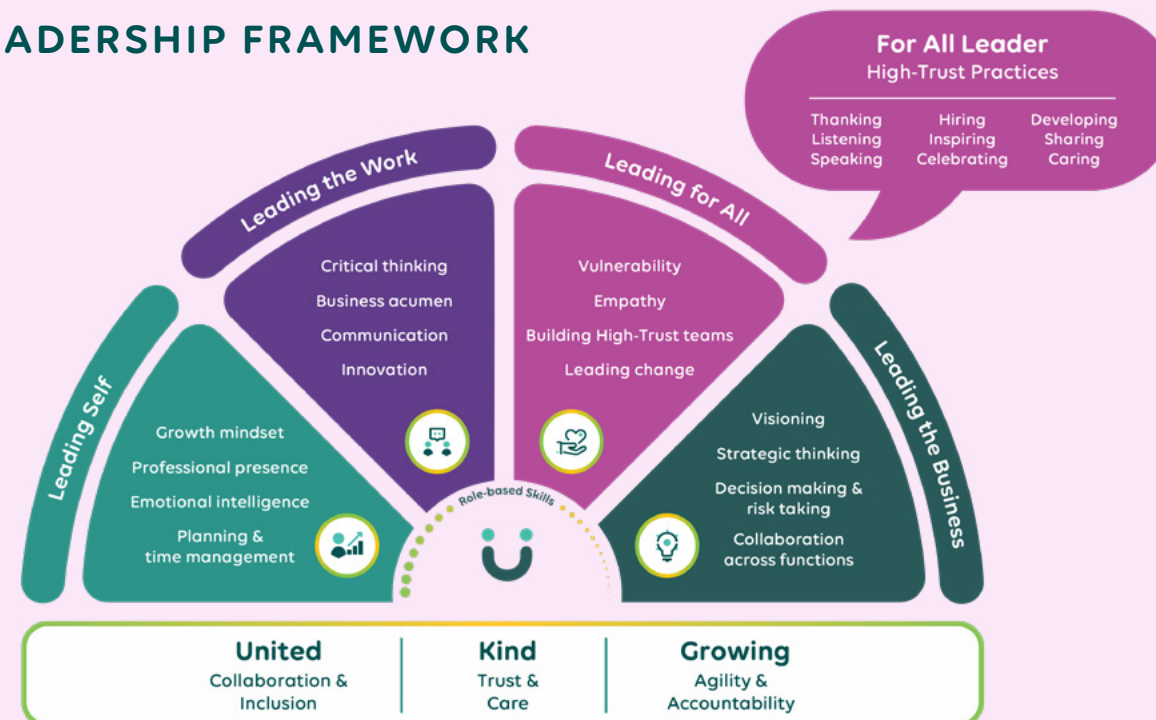 ADERSHIP FRAMEWORK
For All Leader
High-Trust Practices
Thanking
Listening
Speaking
Hiring
Inspiring
Celebrating
Developing
Sharing
Caring
Leading Self
Growth mindset
Professional presence
Emotional intelligence
Planning &
time management
Leading the Work
Critical thinking
Business acumen
Communication
Innovation
Leading for All
Vulnerability
Empathy
Building High-Trust teams
Leading change
Leading the Business
Visioning
Strategic thinking
Decision making &
risk taking
Collaboration
across functions
Role-based Skills
United
Collaboration &
Inclusion
Kind
Trust &
Care
Growing
Agility &
Accountability